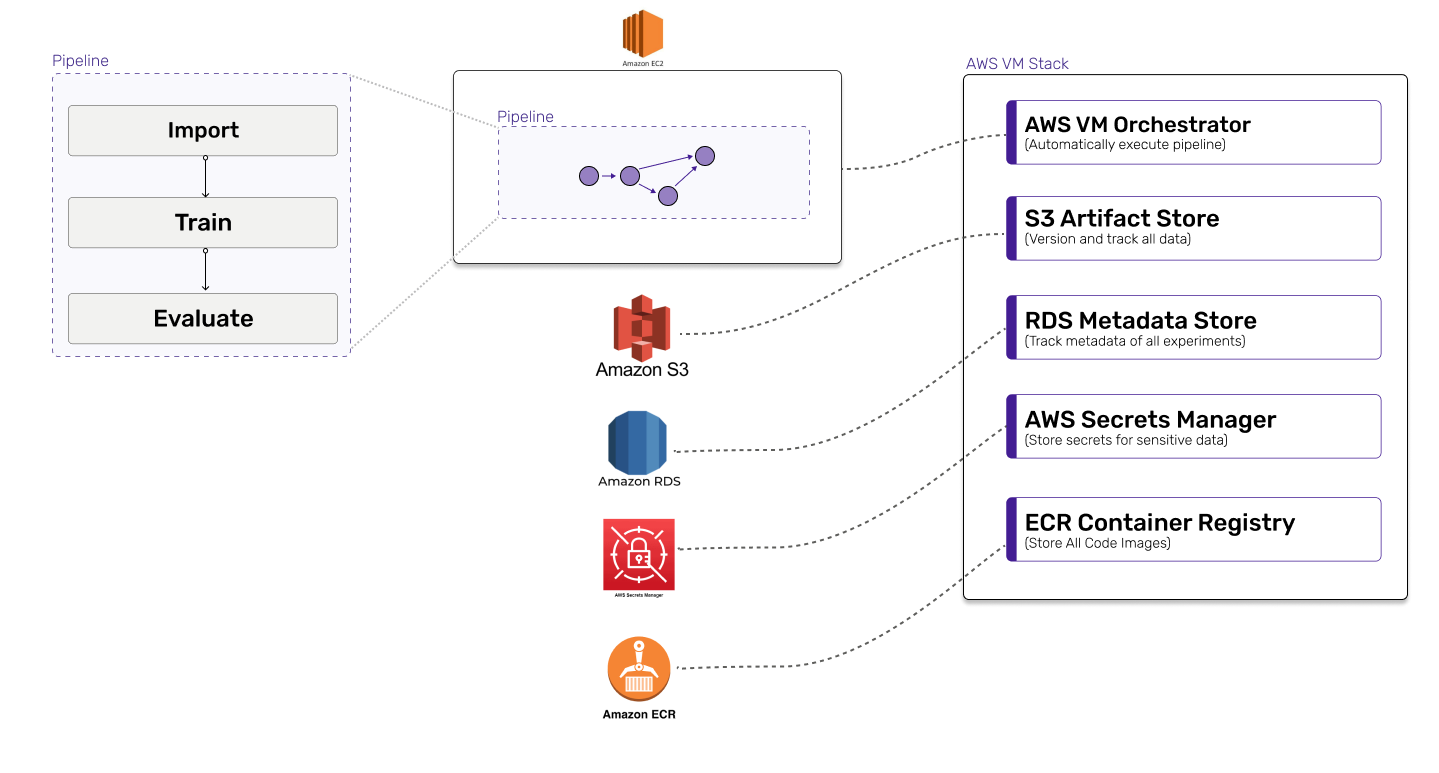 Pipeline
Import
Train
Evaluate
Amazon EC2
Pipeline
Amazon S3
Amazon RDS
AWS Secrets Manager
Amazon ECR
AWS VM Stack
AWS VM Orchestrator
(Automatically execute pipeline)
S3 Artifact Store
(Version and track all data)
RDS Metadata Store
(Track metadata of all experiments)
AWS Secrets Manager
(Store secrets for sensitive data)
ECR Container Registry
(Store All Code Images)